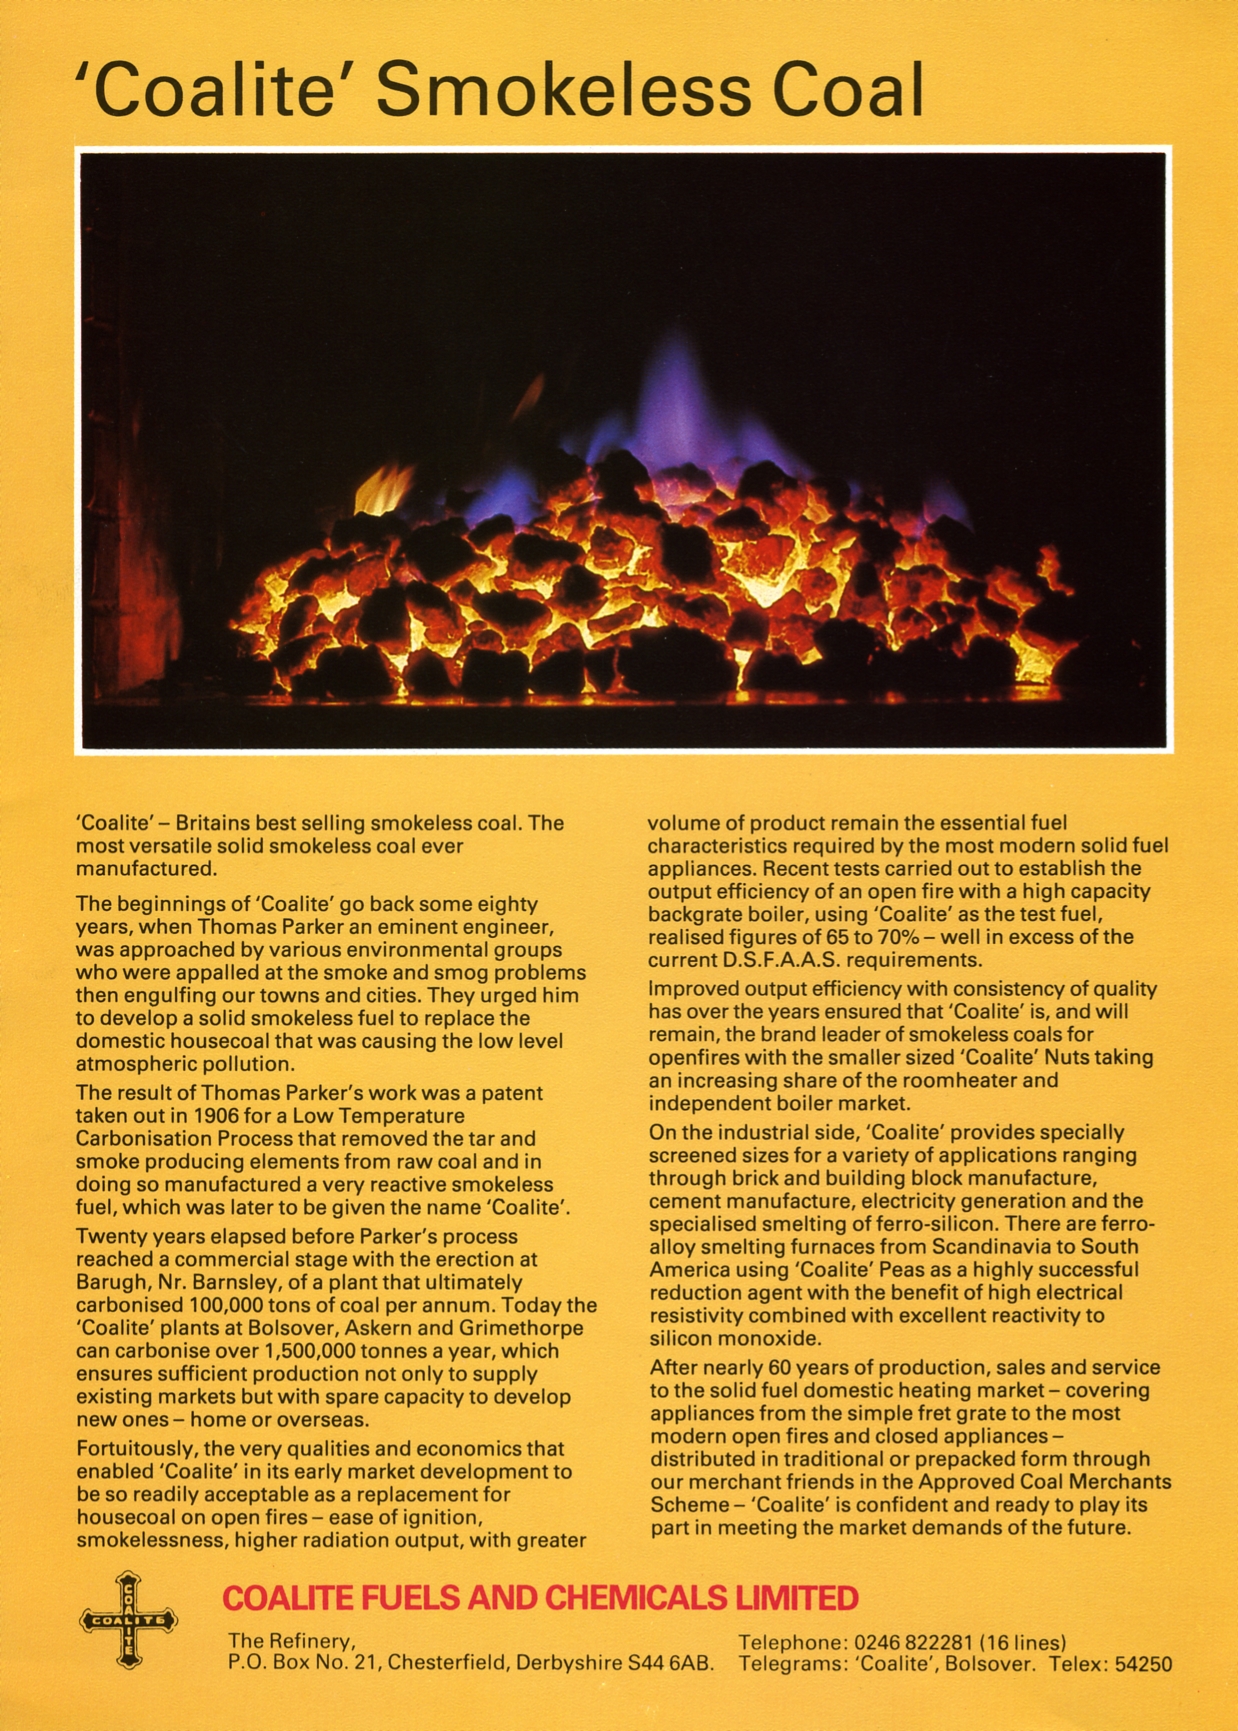 ‘Coalite’ Smokeless Coal
‘Coalite’ – Britains best selling smokeless coal. The
most versatile solid smokeless coal ever
manufactured.
The beginnings of ‘Coalite’ go back some eighty
years, when Thomas Parker an eminent engineer,
was approached by various environmental groups
who were appalled at the smoke and smog problems
then engulfing our towns and cities. They urged him
to develop a solid smokeless fuel to replace the
domestic housecoal that was causing the low level
atmospheric pollution.
The result of Thomas Parker’s work was a patent
taken out in 1906 for a Low Temperature
Carbonisation Process that removed the tar and
smoke producing elements from raw coal and in
doing so manufactured a very reactive smokeless
fuel, which was later to be given the name ‘Coalite’.
Twenty years elapsed before Parker’s process
reached a commercial stage with the erection at
Barugh, Nr. Barnsley, of a plant that ultimately
carbonised 100,000 tons of coal per annum. Today the
‘Coalite’ plants at Bolsover, Askern and Grimethorpe
can carbonise over 1,500,000 tonnes a year, which
ensures sufficient production not only to supply
existing markets but with spare capacity to develop
new ones – home or overseas.
Fortuitously, the very qualities and economics that
enabled ‘Coalite’ in its early market development to
be so readily acceptable as a replacement for
housecoal on open fires – ease of ignition,
smokelessness, higher radiation output, with greater
volume of product remain the essential fuel
characteristics required by the most modern solid fuel
appliances. Recent tests carried out to establish the
output efficiency of an open fire with a high capacity
backgrate boiler, using ‘Coalite’ as the test fuel,
realised figures of 65 to 70% – well in excess of the
current D.S.F.A.A.S. requirements.
Improved output efficiency with consistency of quality
has over the years ensured that ‘Coalite’ is, and will
remain, the brand leader of smokeless coals for
openfires with the smaller sized ‘Coalite’ Nuts taking
an increasing share of the roomheater and
independent boiler market.
On the industrial side, ‘Coalite’ provides specially
screened sizes for a variety of applications ranging
through brick and building block manufacture,
cement manufacture, electricity generation and the
specialised smelting of ferro-silicon. There are ferro-
alloy smelting furnaces from Scandinavia to South
America using ‘Coalite’ Peas as a highly successful
reduction agent with the benefit of high electrical
resistivity combined with excellent reactivity to
silicon monoxide.
After nearly 60 years of production, sales and service
to the solid fuel domestic heating market – covering
appliances from the simple fret grate to the most
modern open fires and closed appliances –
distributed in traditional or prepacked form through
our merchant friends in the Approved Coal Merchants
Scheme – ‘Coalite’ is confident and ready to play its
part in meeting the market demands of the future.
COALITE
COALITE
COALITE FUELS AND CHEMICALS LIMITED
The Refinery,
P.O. Box No. 21, Chesterfield, Derbyshire S44 6AB.
Telephone: 0246 822281 (16 lines)
Telegrams: ‘Coalite’, Bolsover. Telex: 54250